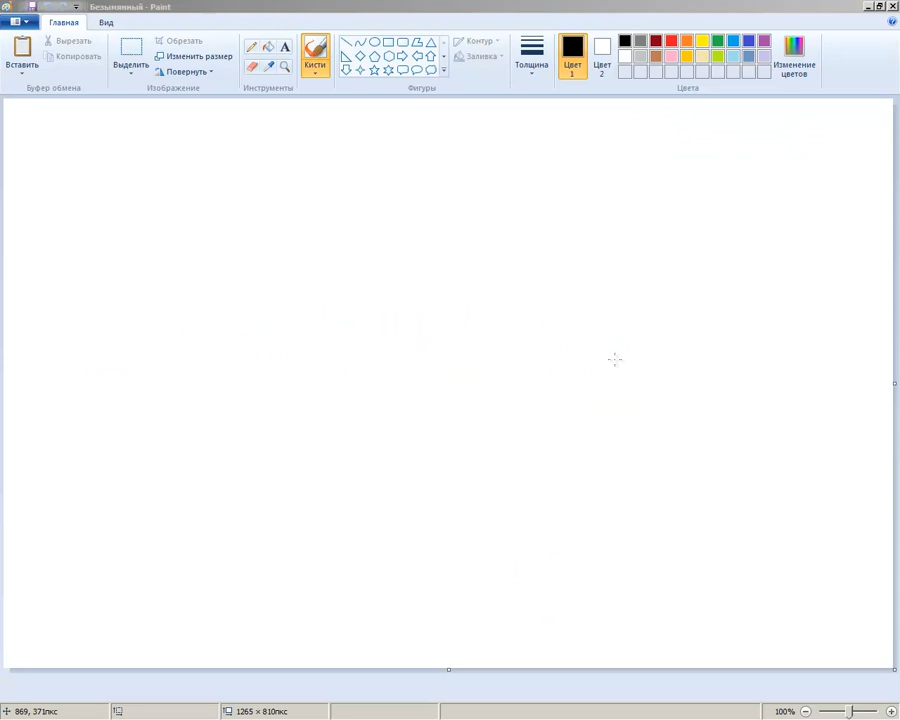 Безымянный - Paint
Главная Вид
Вставить
Вырезать
Копировать
Буфер обмена
Выделить
Обрезать
Изменить размер
Повернуть
Изображение
A
Инструменты
Кисти
Контур
Заливка
Фигуры
Толщина
Цвет
1
Цвет
2
Изменение
цветов
Цвета
869, 371пкс
1265 × 810пкс
100%